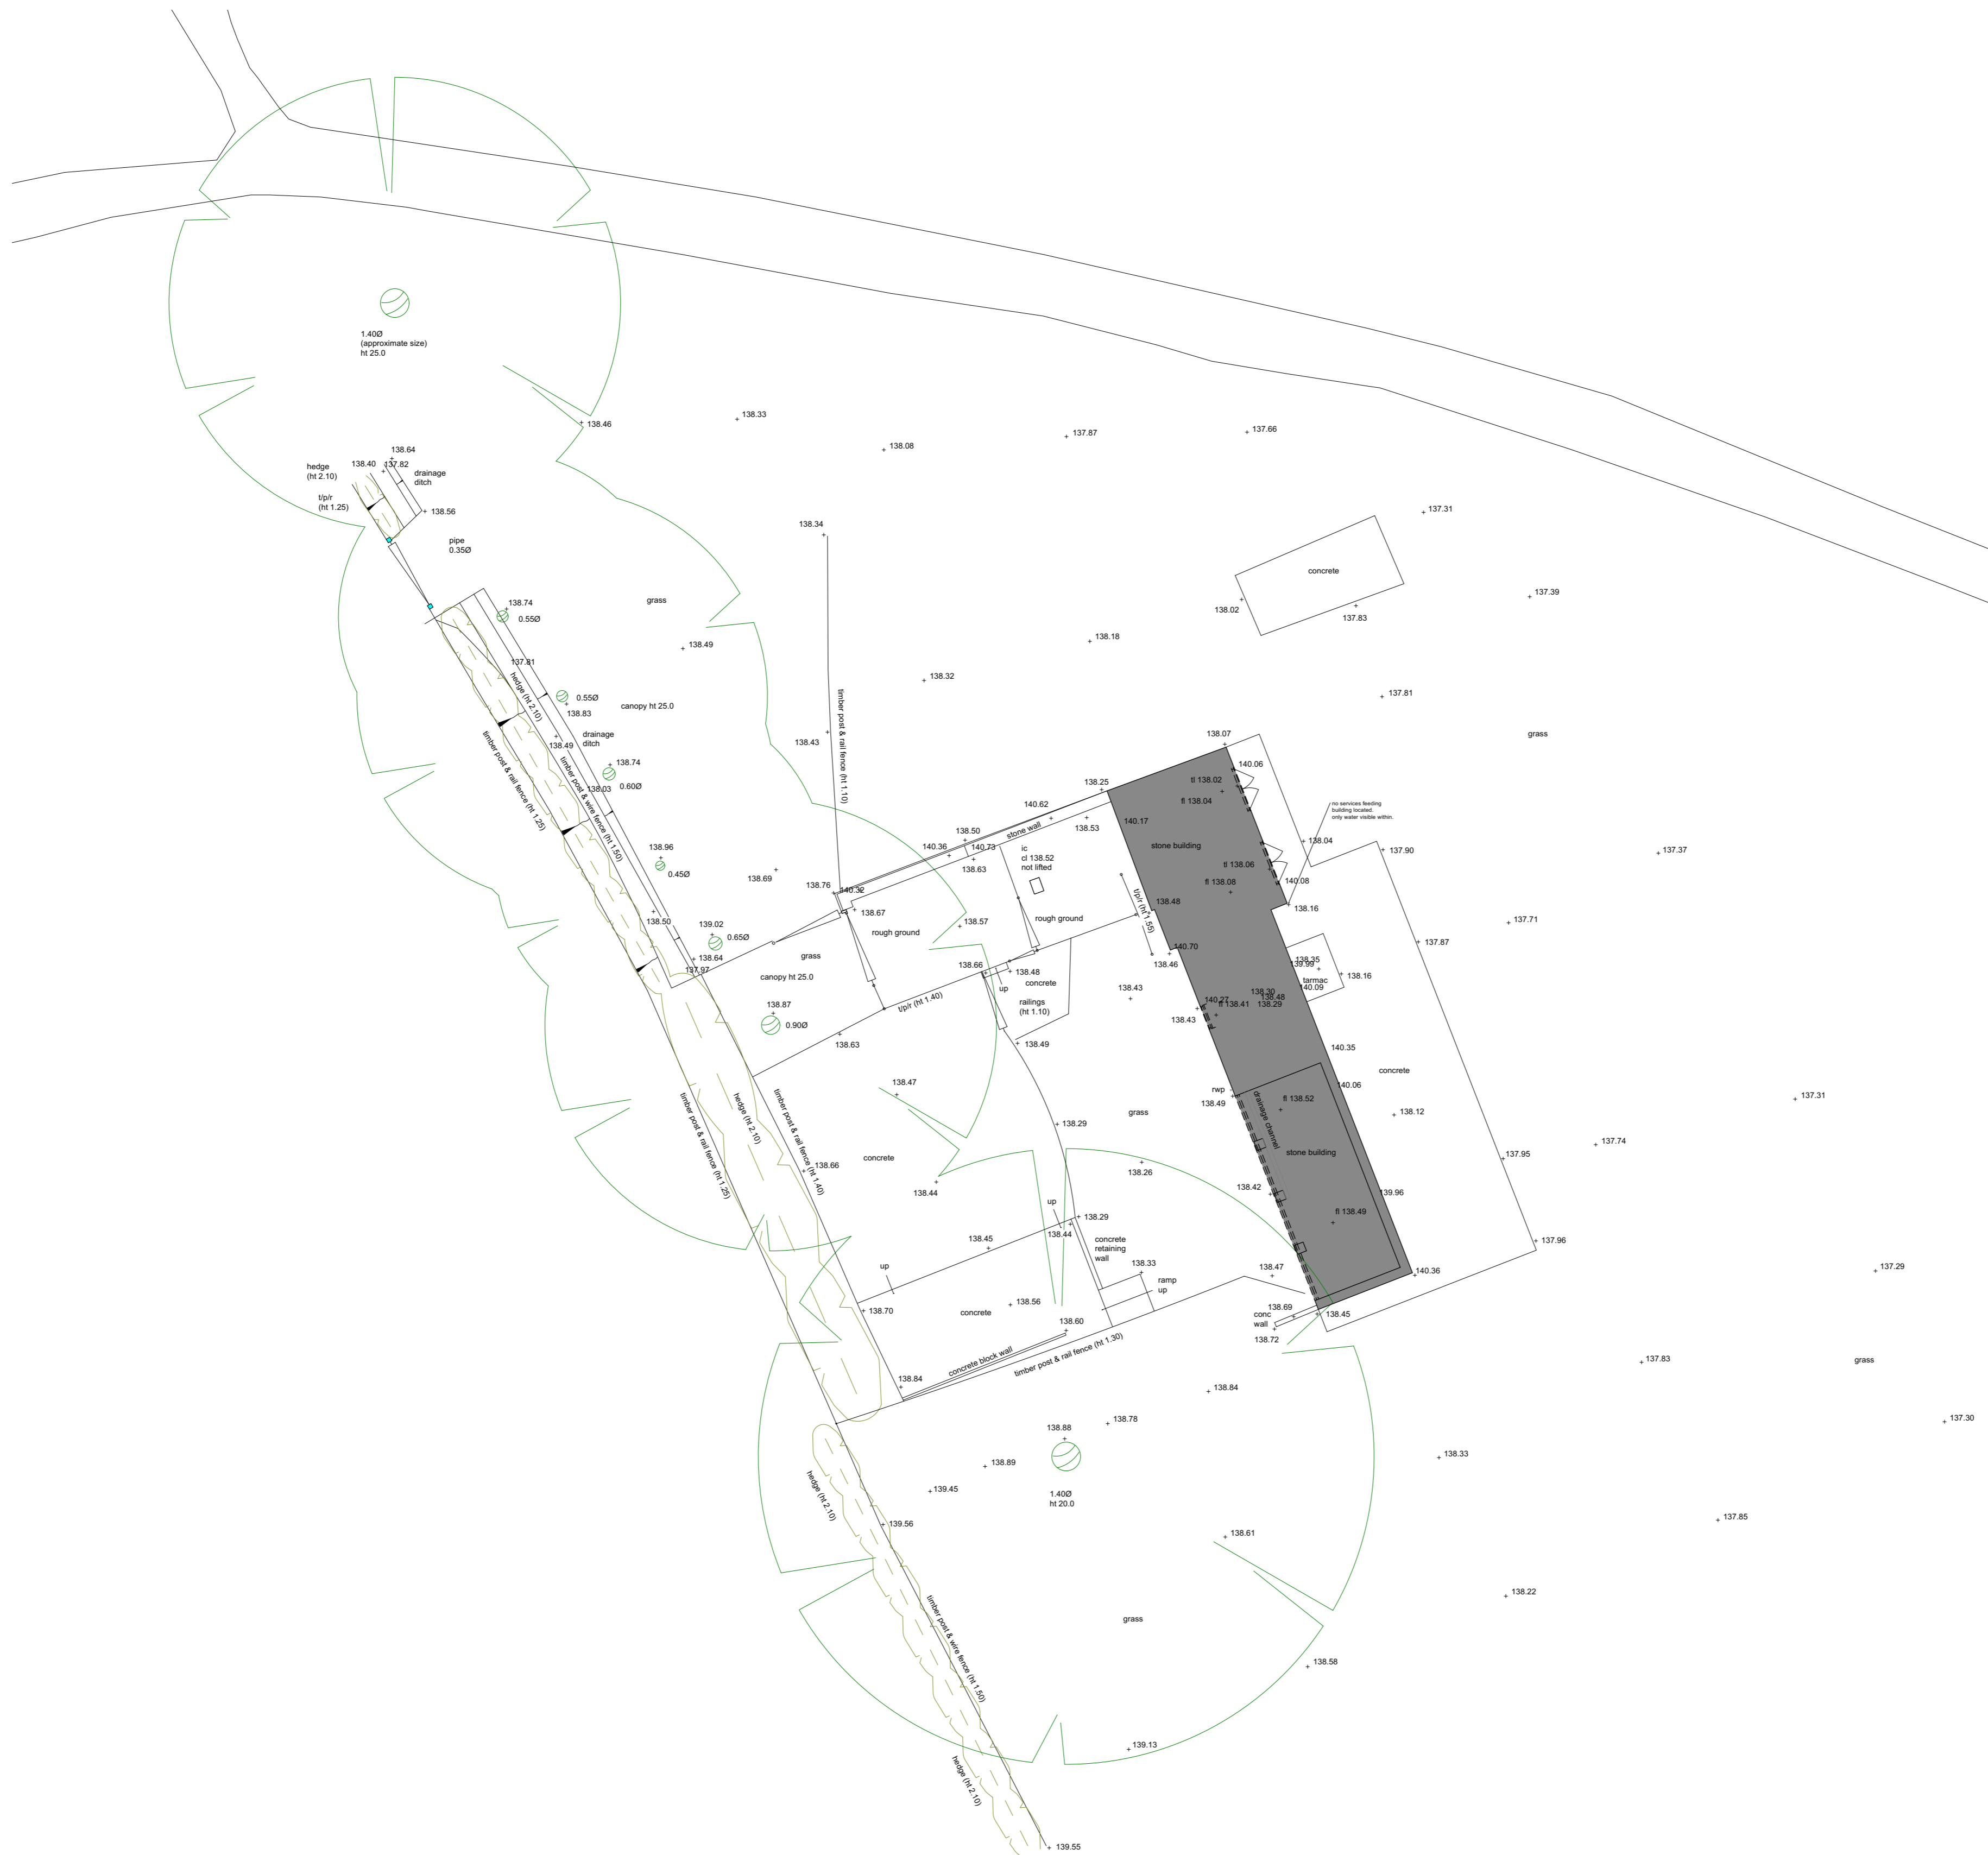 1.40Ø
(approximate size)
ht 25.0
138.46
138.33
138.08
137.87
137.66
138.64
138.40
137.82
hedge
(ht 2.10)
drainage
ditch
t/p/r
(ht 1.25)
138.56
pipe
0.35Ø
138.34
137.31
concrete
138.02
137.83
137.39
138.74
0.55Ø
grass
138.49
138.18
137.81
hedge (ht 2.10)
138.32
0.55Ø
138.83
canopy ht 25.0
137.81
timber post & rail fence (ht 1.10)
138.43
timber post & rail fence (ht 1.25)
138.49
drainage
ditch
timber post & wire fence (ht 1.50)
138.74
138.03
0.60Ø
grass
138.07
140.06
tl 138.02
fl 138.04
138.25
140.62
no services feeding
building located.
only water visible within.
138.50
stone wall
138.53
140.17
stone building
138.04
137.90
137.37
138.96
0.45Ø
138.69
140.36
140.73
138.63
ic
cl 138.52
not lifted
tl 138.06
fl 138.08
140.08
138.76
140.32
138.67
t/p/r (ht 1.55)
138.48
138.16
138.50
139.02
0.65Ø
rough ground
138.57
rough ground
137.71
138.64
137.97
grass
canopy ht 25.0
138.66
138.48
up
concrete
140.70
138.46
137.87
138.35
139.99
138.16
tarmac
140.09
138.87
0.90Ø
t/p/r (ht 1.40)
railings
(ht 1.10)
138.43
138.30
138.48
138.29
140.27
fl 138.41
138.43
138.63
138.49
140.35
concrete
140.06
138.47
rwp
138.49
drainage channel
fl 138.52
138.12
137.31
hedge (ht 2.10)
timber post & rail fence (ht 1.25)
timber post & rail fence (ht 1.40)
138.29
grass
137.74
138.66
concrete
138.44
138.26
stone building
137.95
138.42
139.96
fl 138.49
up
138.29
138.44
concrete
retaining
wall
138.45
137.96
up
138.33
ramp
up
138.47
140.36
137.29
138.70
concrete
138.56
138.60
138.69
conc
wall
138.72
138.45
concrete block wall
timber post & rail fence (ht 1.30)
137.83
grass
138.84
138.84
138.78
138.88
137.30
138.33
138.89
139.45
1.40Ø
ht 20.0
hedge (ht 2.10)
139.56
138.61
137.85
138.22
timber post & wire fence (ht 1.50)
grass
138.58
139.13
hedge (ht 2.10)
139.55